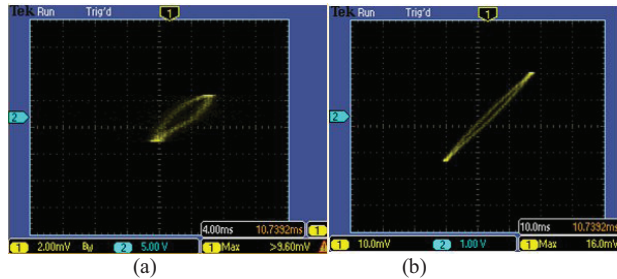 Tek Run Trig'd
1
2
4.00ms 10.7392ms
1 2.00mV BW 2 5.00 V 1 Max >9.60mV
(a)
Tek Run Trig'd
1
2
10.0ms 10.7392ms
1 10.0mV 2 1.00 V 1 Max 16.0mV
(b)